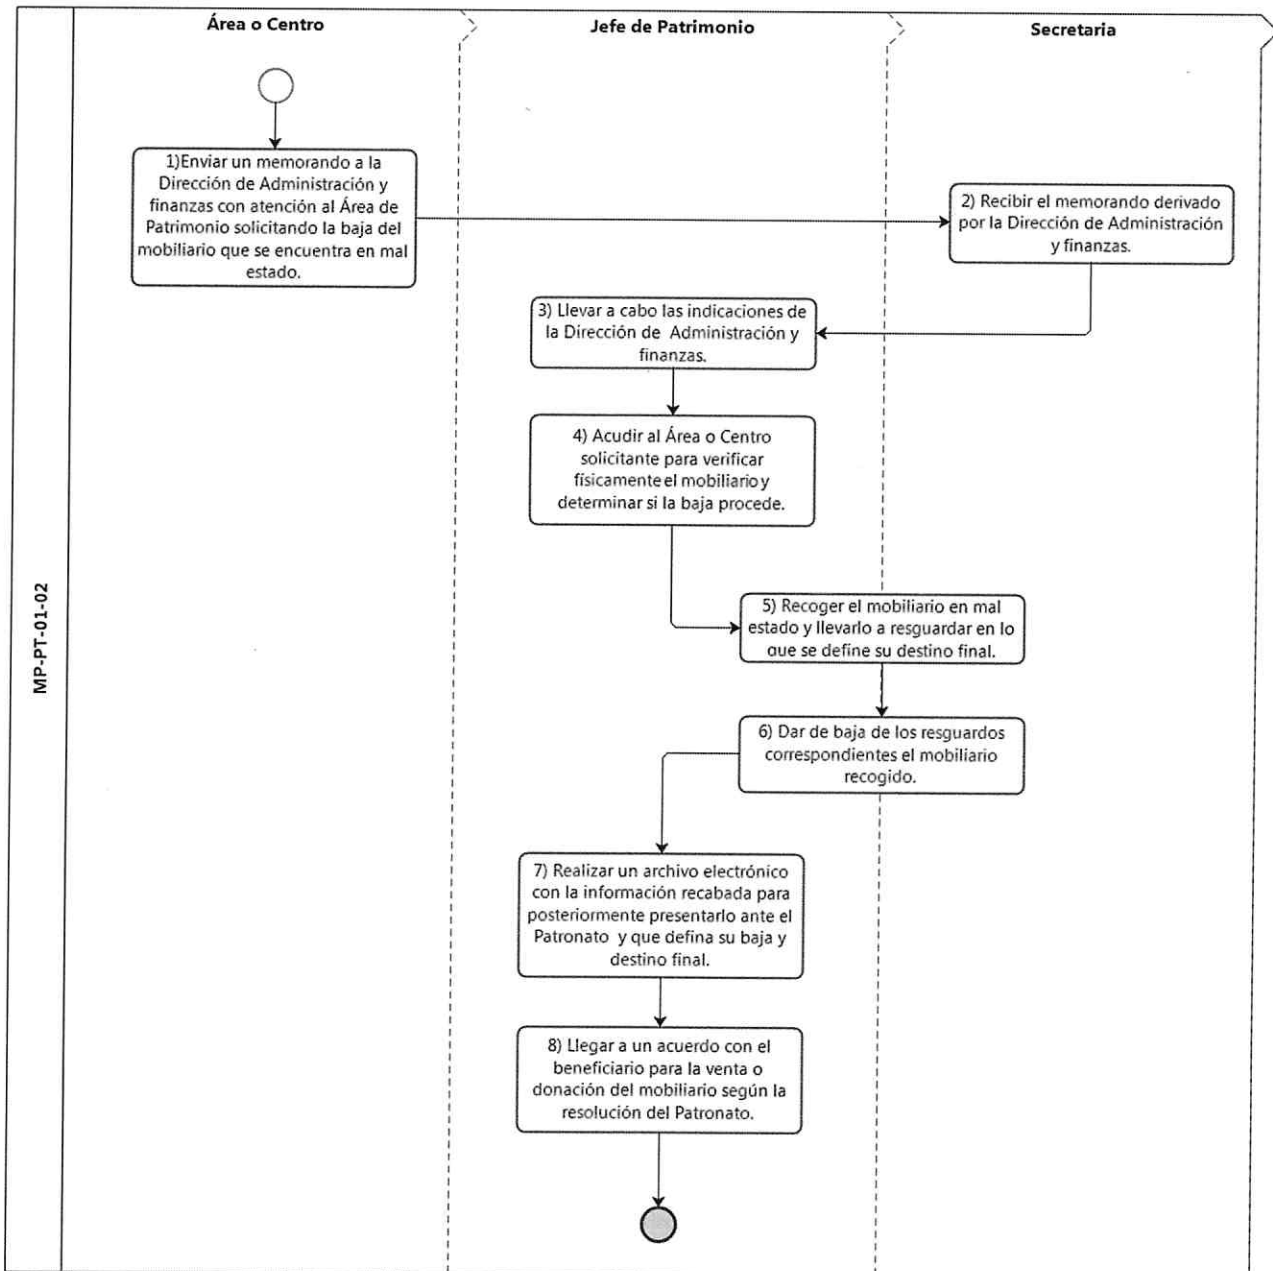 Área o Centro
Jefe de Patrimonio
Secretaria
MP-PT-01-02
1)Enviar un memorando a la
Dirección de Administración y
finanzas con atención al Área de
Patrimonio solicitando la baja del
mobiliario que se encuentra en mal
estado.
2) Recibir el memorando derivado
por la Dirección de Administración
y finanzas.
3) Llevar a cabo las indicaciones de
la Dirección de Administración y
finanzas.
4) Acudir al Área o Centro
solicitante para verificar
físicamente el mobiliario y
determinar si la baja procede.
5) Recoger el mobiliario en mal
estado y llevarlo a resguardar en lo
que se define su destino final.
6) Dar de baja de los resguardos
correspondientes el mobiliario
recogido.
7) Realizar un archivo electrónico
con la información recabada para
posteriormente presentarlo ante el
Patronato y que defina su baja y
destino final.
8) Llegar a un acuerdo con el
beneficiario para la venta o
donación del mobiliario según la
resolución del Patronato.